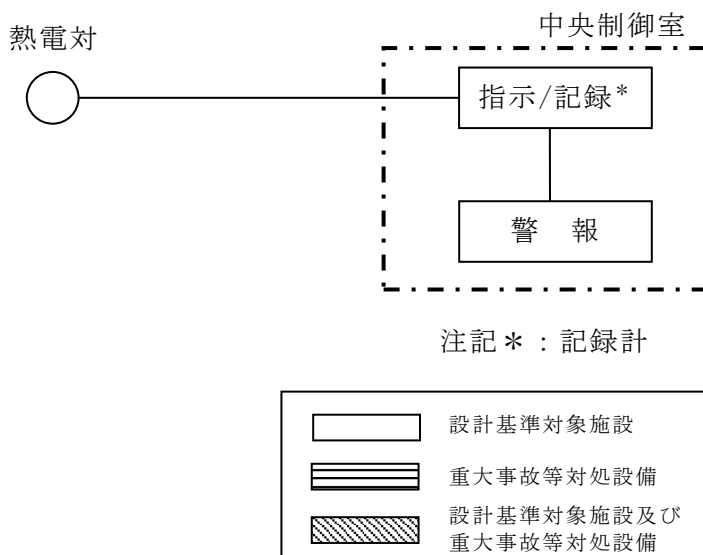 熱電対
中央制御室
指示/記録*
警　報
注記＊：記録計
設計基準対象施設
重大事故等対処設備
設計基準対象施設及び
重大事故等対処設備